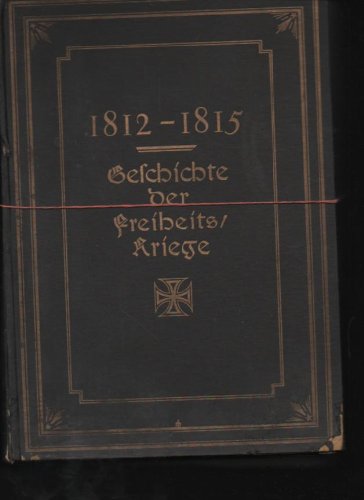 1812–1815
Geschichte
der
Freiheits/
Kriege